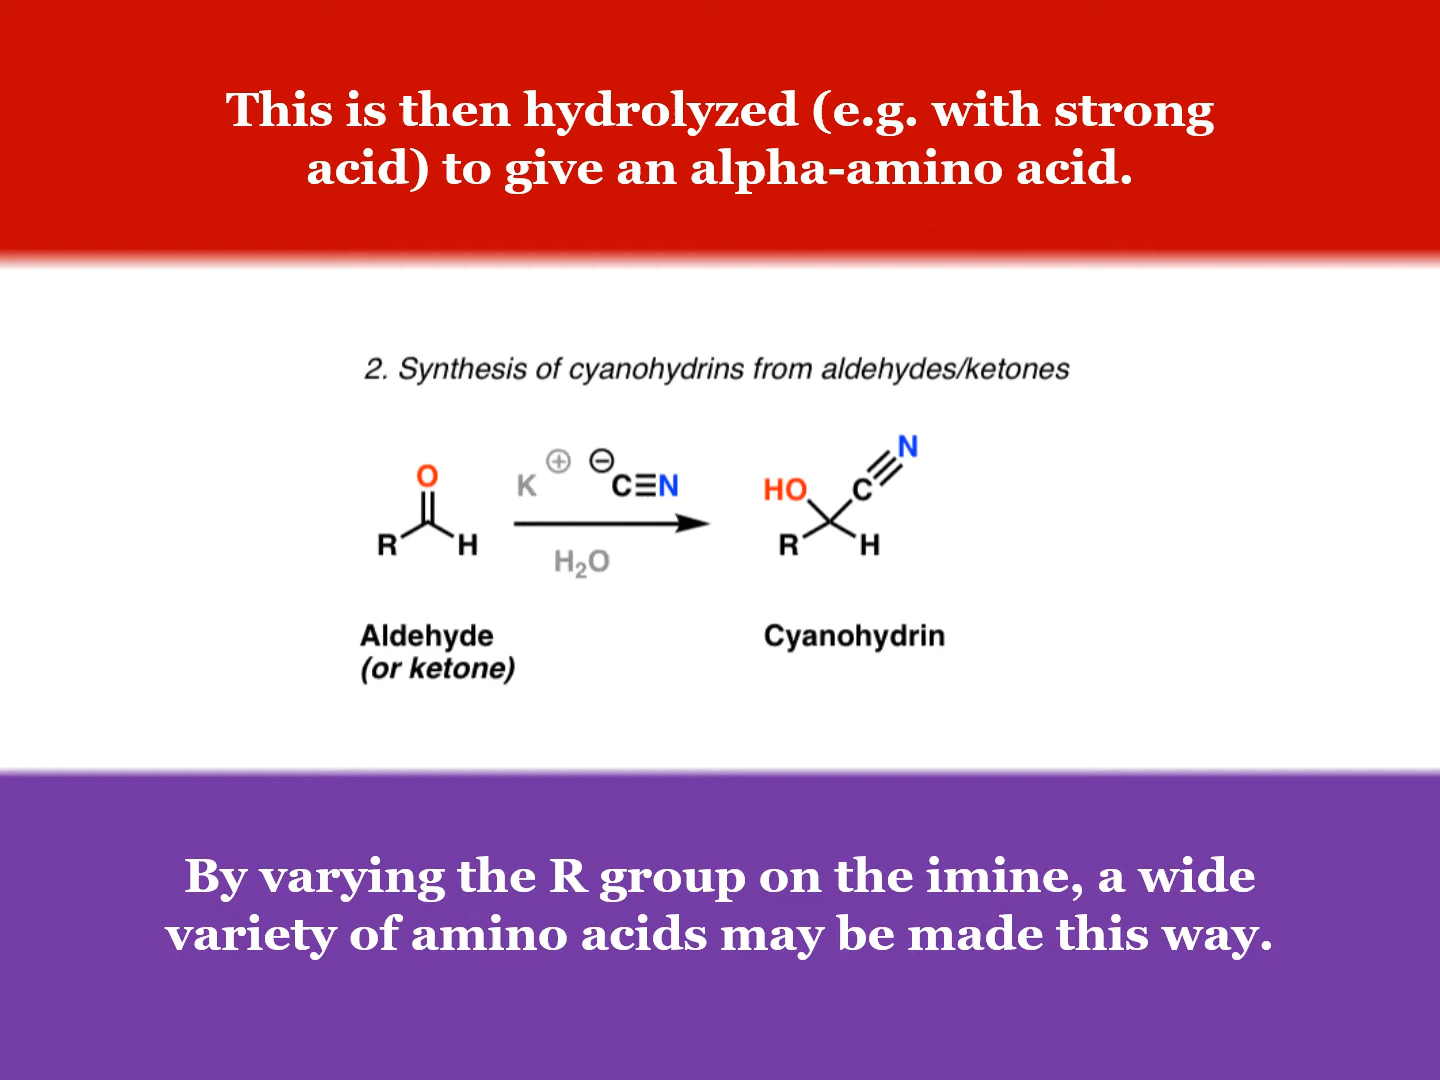 This is then hydrolyzed (e.g. with strong
acid) to give an alpha-amino acid.
2. Synthesis of cyanohydrins from aldehydes/ketones
O
R H
K ⊕ ⊖ C≡N
H₂O
HO C N
R H
Aldehyde
(or ketone)
Cyanohydrin
By varying the R group on the imine, a wide
variety of amino acids may be made this way.